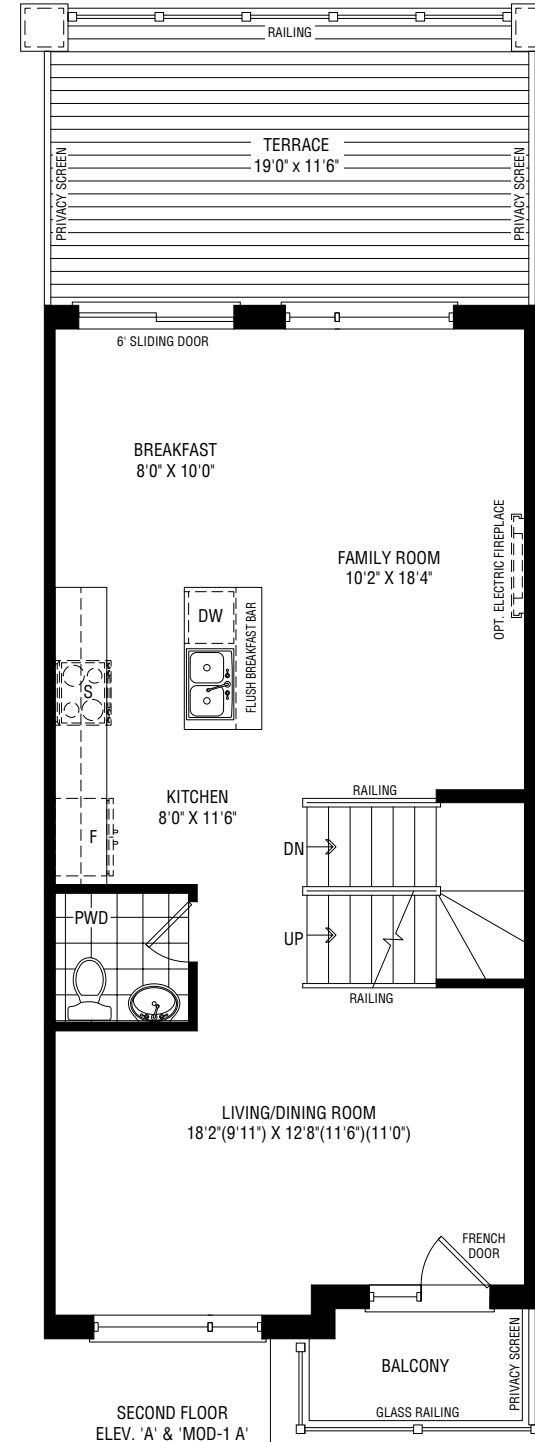 RAILING
TERRACE
19'0" x 11'6"
PRIVACY SCREEN
PRIVACY SCREEN
6' SLIDING DOOR
BREAKFAST
8'0" X 10'0"
FAMILY ROOM
10'2" X 18'4"
OPT. ELECTRIC FIREPLACE
DW
FLUSH BREAKFAST BAR
S
KITCHEN
8'0" X 11'6"
F
RAILING
DN
UP
RAILING
PWD
LIVING/DINING ROOM
18'2"(9'11") X 12'8"(11'6")(11'0")
FRENCH
DOOR
BALCONY
PRIVACY SCREEN
GLASS RAILING
SECOND FLOOR
ELEV. 'A' & 'MOD-1 A'